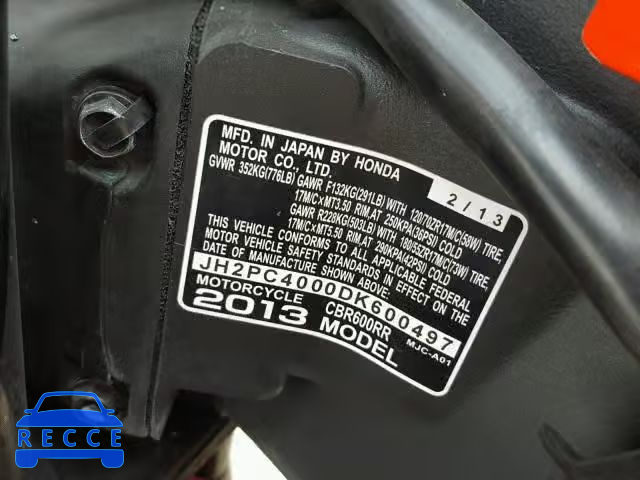 MFD. IN JAPAN BY HONDA
MOTOR CO., LTD. 2/13
GVWR 352KG(776LB) GAWR F132KG(291LB) WITH 120/70ZR17M/C(58W) TIRE,
17M/C×MT3.50 RIM,AT 250KPA(36PSI) COLD
GAWR R228KG(503LB) WITH 180/55ZR17M/C(73W) TIRE,
17M/C×MT5.50 RIM,AT 290KPA(42PSI) COLD
THIS VEHICLE CONFORMS TO ALL APPLICABLE FEDERAL
MOTOR VEHICLE SAFETY STANDARDS IN EFFECT ON THE
DATE OF MANUFACTURE SHOWN ABOVE.
JH2PC4000DK600497
MOTORCYCLE CBR600RR MJC-A01
2013 MODEL
RECCE